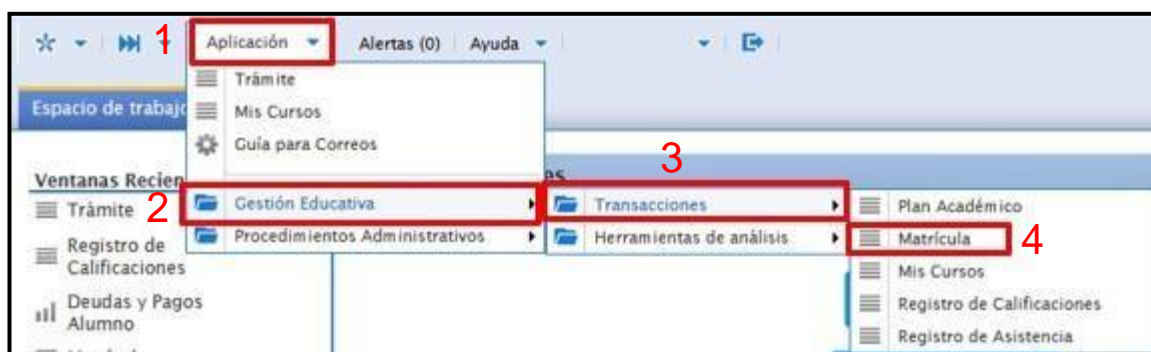 1
Aplicación
Alertas (0)
Ayuda
Trámite
Mis Cursos
Guía para Correos
Espacio de trabajo
Ventanas Recien
es
3
2
Gestión Educativa
Transacciones
Plan Académico
Trámite
Procedimientos Administrativos
Herramientas de análisis
Matrícula
4
Registro de
Calificaciones
Mis Cursos
Registro de Calificaciones
Deudas y Pagos
Alumno
Registro de Asistencia